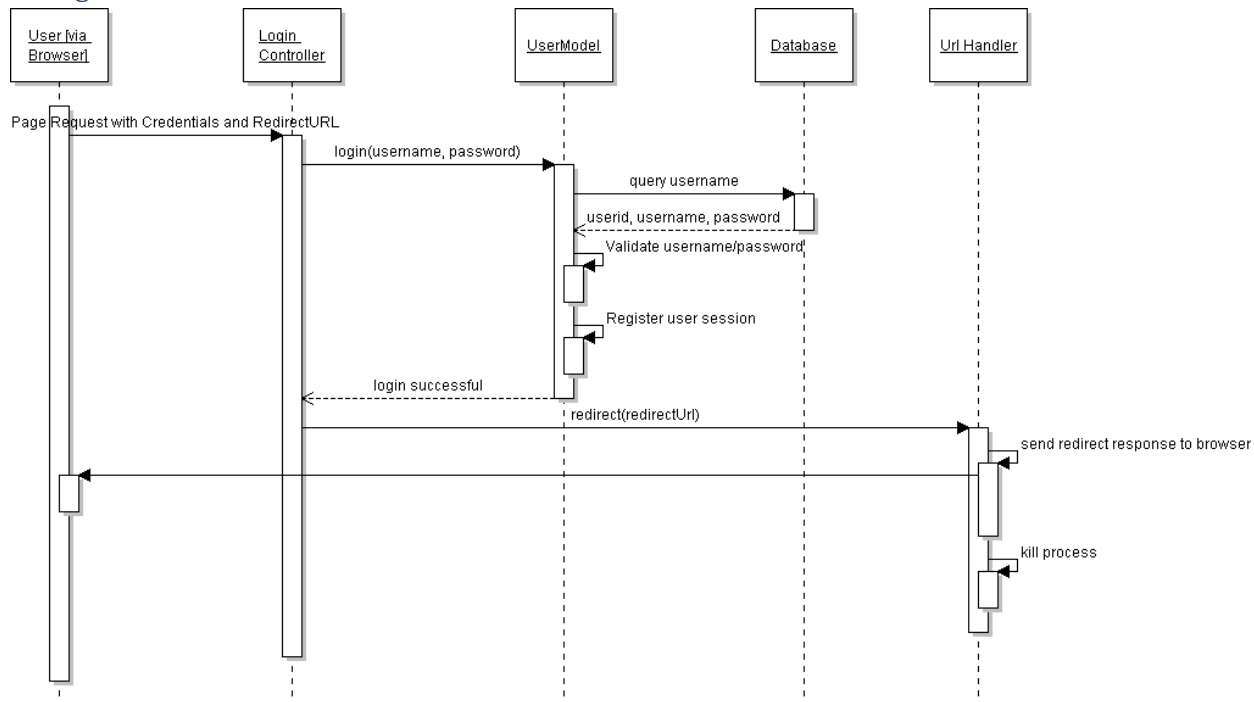 User [via
Browser]
Login
Controller
UserModel
Database
Url Handler
Page Request with Credentials and RedirectURL
login(username, password)
query username
userid, username, password
Validate username/password
Register user session
login successful
redirect(redirectUrl)
send redirect response to browser
kill process